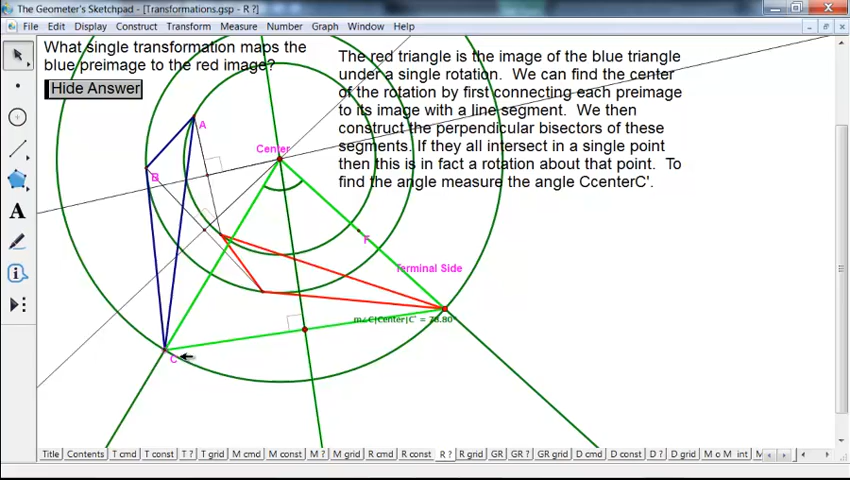 The Geometer's Sketchpad - [Transformations.gsp - R ?]
File Edit Display Construct Transform Measure Number Graph Window Help
What single transformation maps the
blue preimage to the red image?
Hide Answer
The red triangle is the image of the blue triangle
under a single rotation. We can find the center
of the rotation by first connecting each preimage
to its image with a line segment. We then
construct the perpendicular bisectors of these
segments. If they all intersect in a single point
then this is in fact a rotation about that point. To
find the angle measure the angle CcenterC'.
A
Center
B
F
Terminal Side
m∠C|Center|C' = 78.80°
C
Title Contents T cmd T const T ? T grid M cmd M const M ? M grid R cmd R const R ? R grid GR GR ? GR grid D cmd D const D ? D grid M o M int M